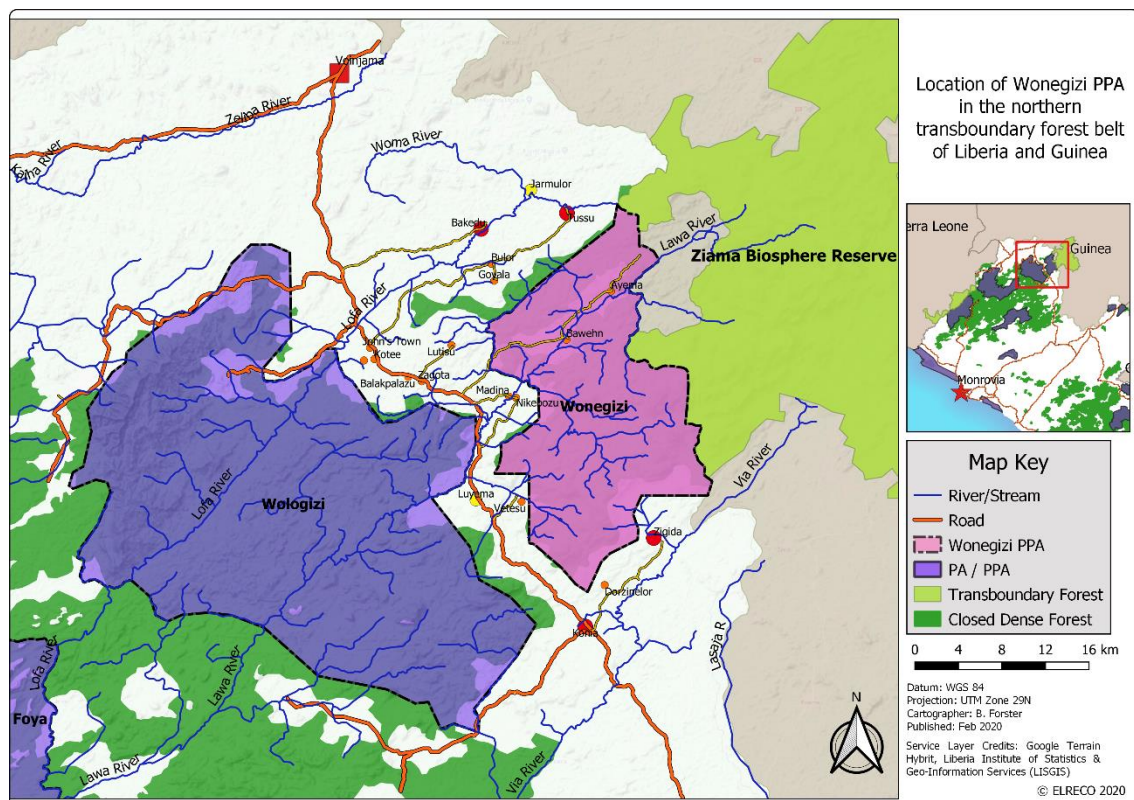 Voinjama
Zeliba River
Woma River
Jarmulor
Tussu
Bakedu
Bulor
Goyala
Lawa River
Ziama Biosphere Reserve
Ayema
Lofa River
Bawehn
John's Town
Kotee
Lutisu
Balakpalazu
Zagota
Madina
Nikebozu
Wonegizi
Wologizi
Lofa River
Luyema
Vetesu
Via River
Zigida
Dorzinelor
Konia
Lasaja R
Lofa River
Lawa River
Foya
Lawa River
Via River
N
Location of Wonegizi PPA
in the northern
transboundary forest belt
of Liberia and Guinea
erra Leone
Guinea
Monrovia
Map Key
River/Stream
Road
Wonegizi PPA
PA / PPA
Transboundary Forest
Closed Dense Forest
0 4 8 12 16 km
Datum: WGS 84
Projection: UTM Zone 29N
Cartographer: B. Forster
Published: Feb 2020
Service Layer Credits: Google Terrain
Hybrit, Liberia Institute of Statistics &
Geo-Information Services (LISGIS)
© ELRECO 2020